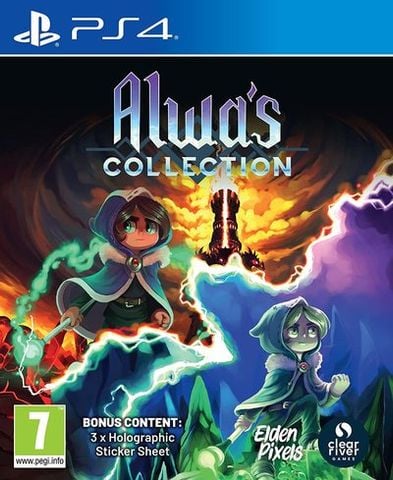 PS4
Alwa's
COLLECTION
7
www.pegi.info
BONUS CONTENT:
3 x Holographic
Sticker Sheet
Elden
Pixels
clear
river
GAMES